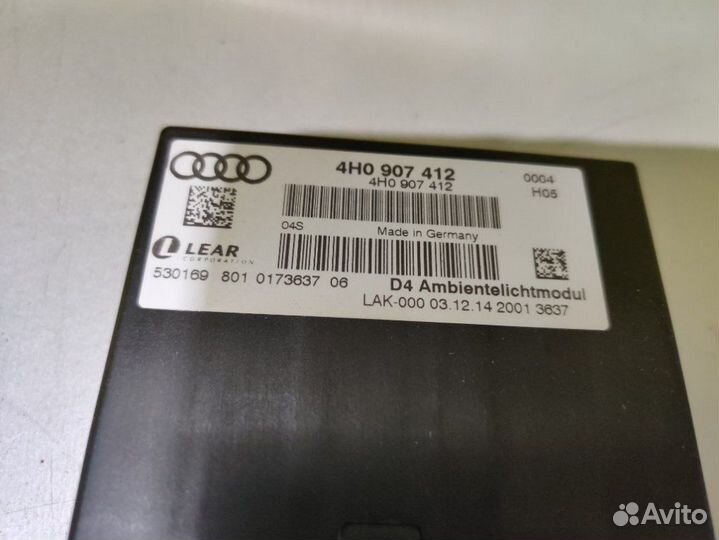 4H0 907 412
4H0 907 412
0004
H05
04S
Made in Germany
LEAR
CORPORATION
530169 801 0173637 06
D4 Ambientelichtmodul
LAK-000 03.12.14 2001 3637
Avito